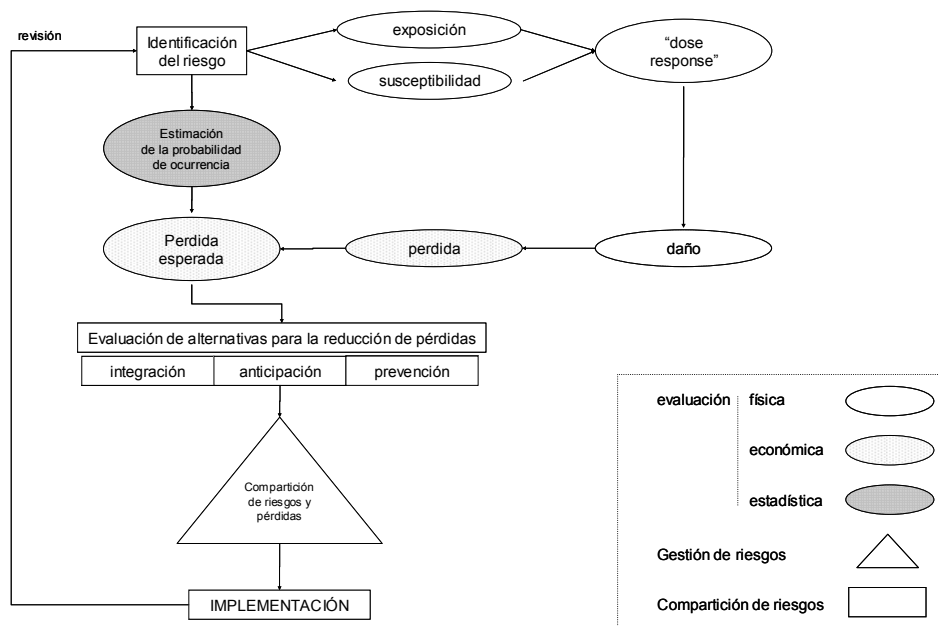 revisión
Identificación
del riesgo
exposición
susceptibilidad
“dose
response”
Estimación
de la probabilidad
de ocurrencia
Perdida
esperada
perdida
daño
Evaluación de alternativas para la reducción de pérdidas
integración
anticipación
prevención
Compartición
de riesgos y
pérdidas
IMPLEMENTACIÓN
evaluación
física
económica
estadística
Gestión de riesgos
Compartición de riesgos